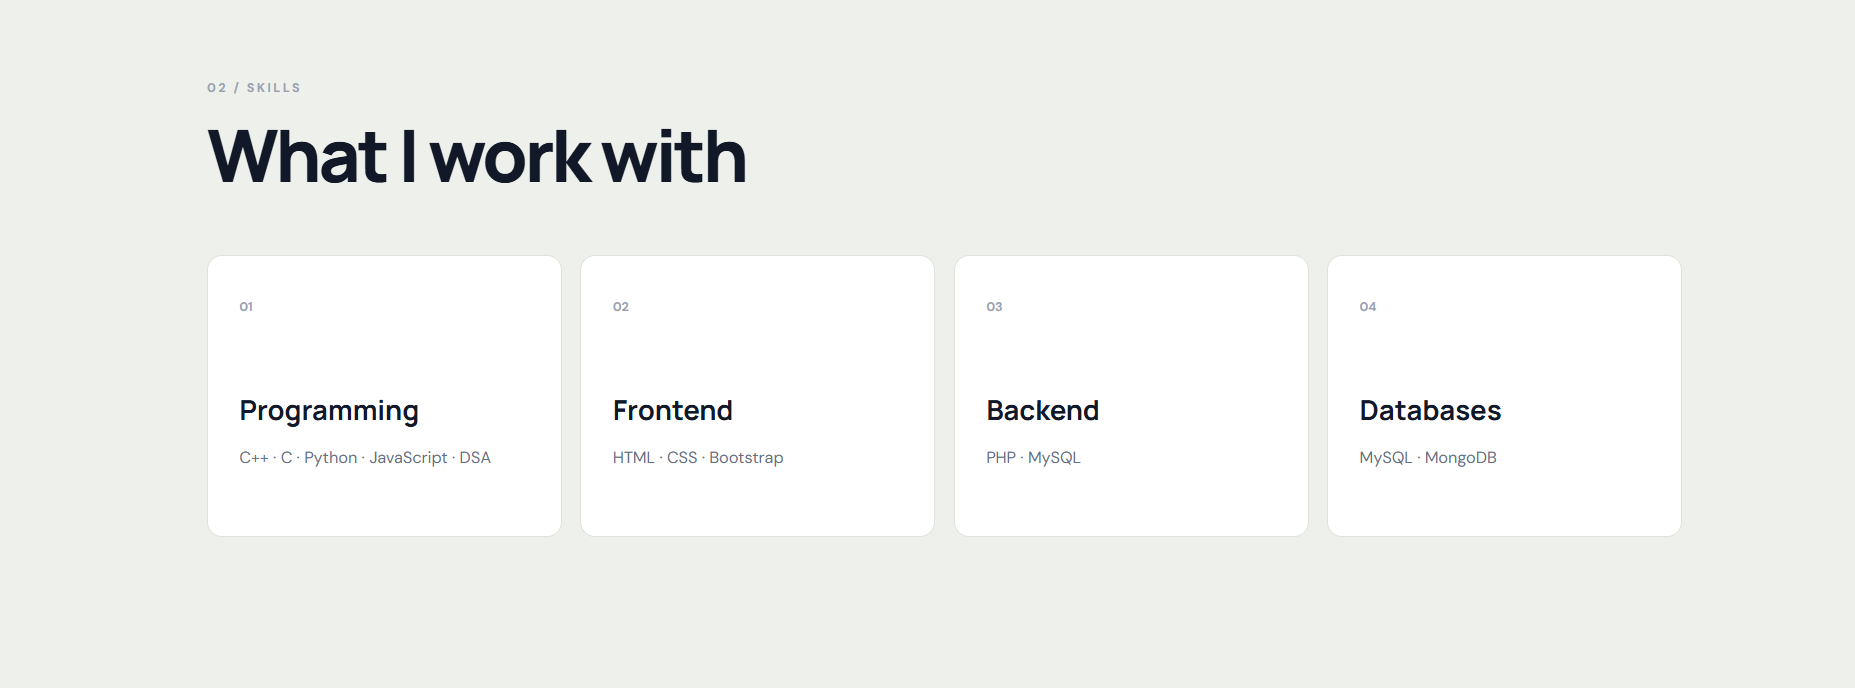 02 / SKILLS
What I work with
01
Programming
C++ · C · Python · JavaScript · DSA
02
Frontend
HTML · CSS · Bootstrap
03
Backend
PHP · MySQL
04
Databases
MySQL · MongoDB